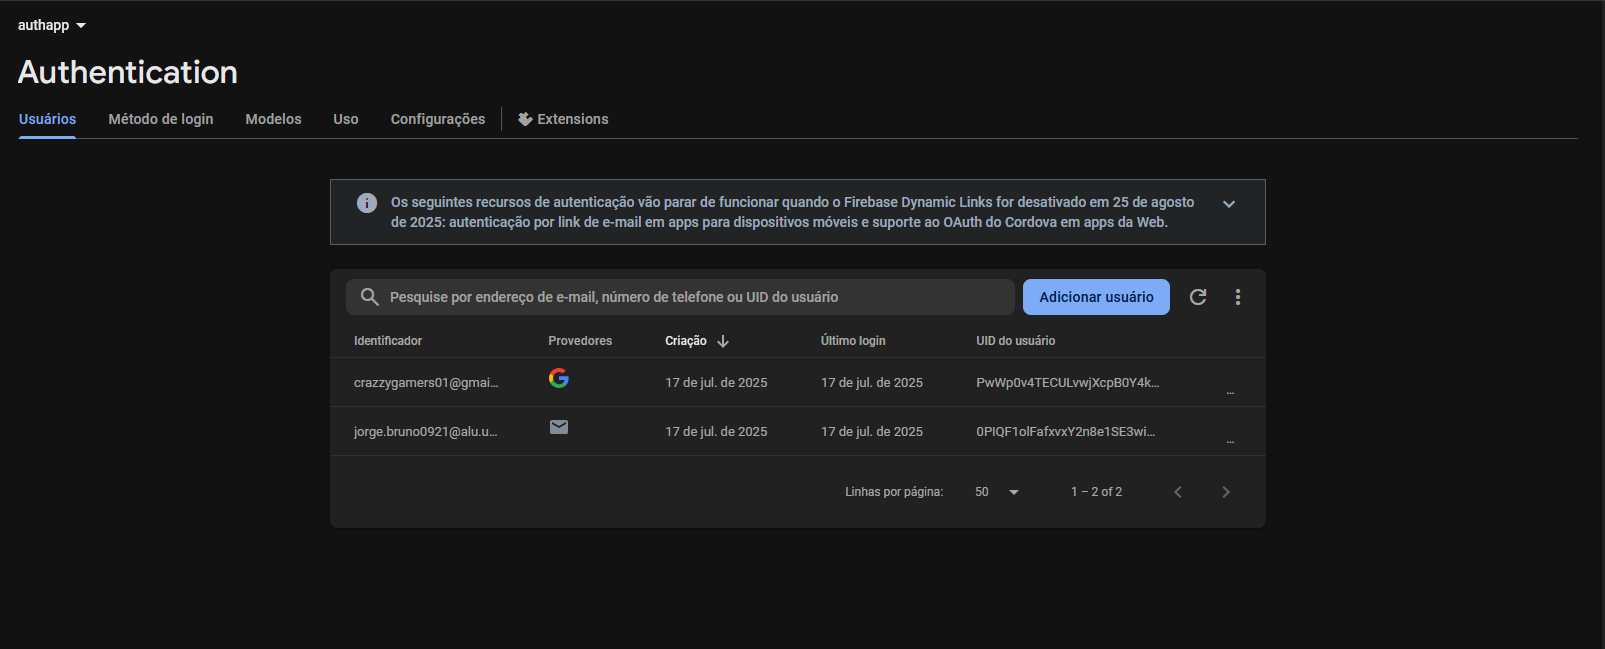 authapp
Authentication
Usuários Método de login Modelos Uso Configurações Extensions
Os seguintes recursos de autenticação vão parar de funcionar quando o Firebase Dynamic Links for desativado em 25 de agosto
de 2025: autenticação por link de e-mail em apps para dispositivos móveis e suporte ao OAuth do Cordova em apps da Web.
Pesquise por endereço de e-mail, número de telefone ou UID do usuário Adicionar usuário
Identificador Provedores Criação Último login UID do usuário
crazzygamers01@gmai... 17 de jul. de 2025 17 de jul. de 2025 PwWp0v4TECULvwjXcpB0Y4k... ...
jorge.bruno0921@alu.u... 17 de jul. de 2025 17 de jul. de 2025 0PIQF1olFafxvxY2n8e1SE3wi... ...
Linhas por página: 50 1 – 2 of 2